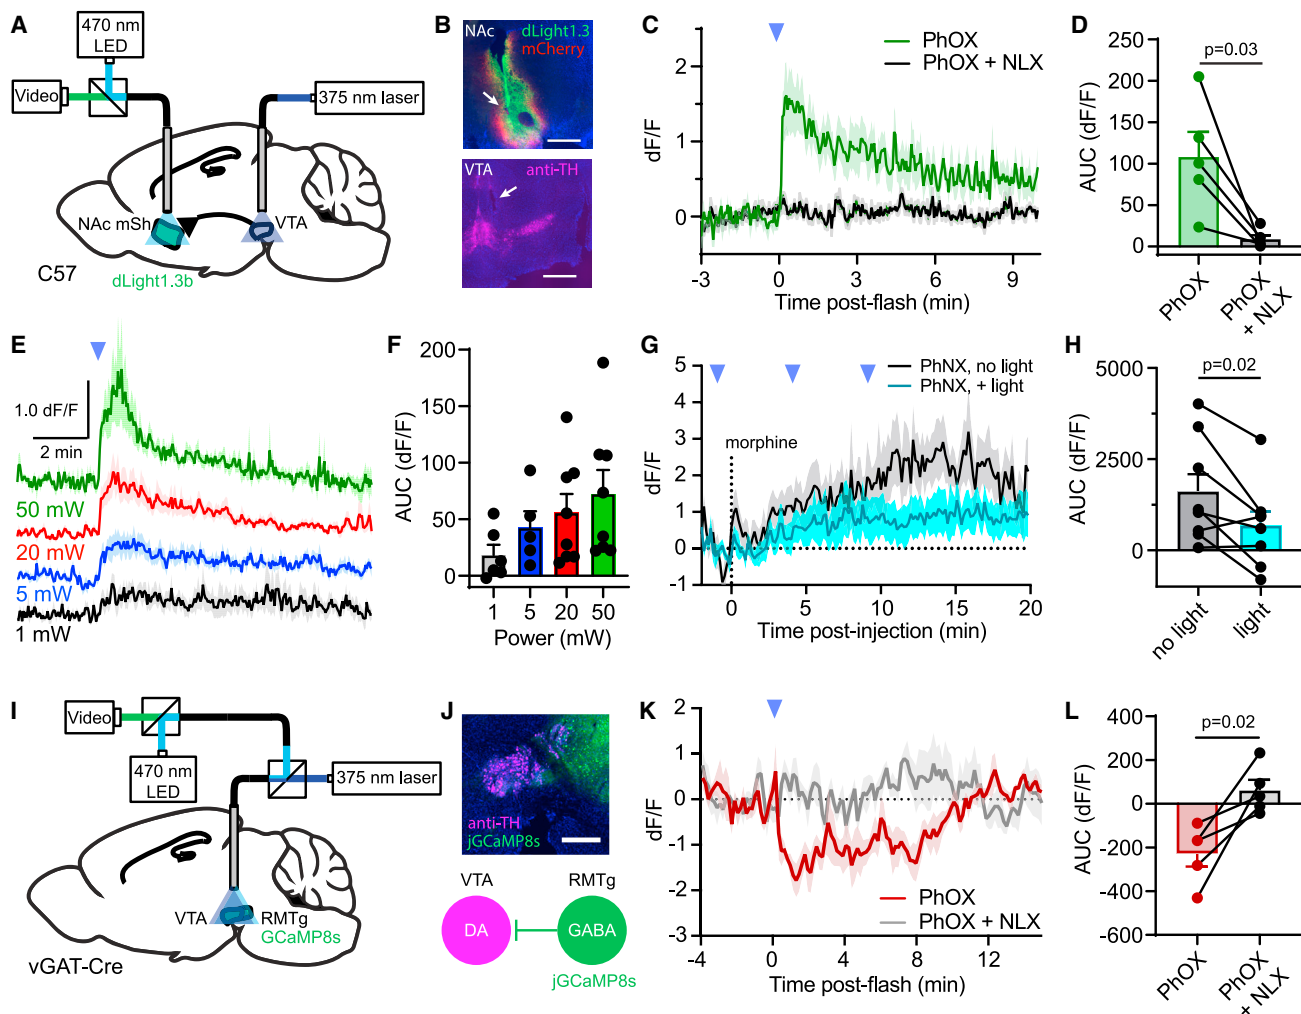 A
470 nm
LED
Video
375 nm laser
NAc mSh
VTA
C57
dLight1.3b
B
NAc
dLight1.3
mCherry
VTA
anti-TH
C
PhOX
PhOX + NLX
2
1
0
dF/F
-3
0
3
6
9
Time post-flash (min)
D
250
200
150
100
50
0
AUC (dF/F)
p=0.03
PhOX
PhOX
+ NLX
E
1.0 dF/F
2 min
50 mW
20 mW
5 mW
1 mW
F
200
150
100
50
0
AUC (dF/F)
1
5
20
50
Power (mW)
G
PhNX, no light
PhNX, + light
morphine
5
4
3
2
1
0
-1
dF/F
0
5
10
15
20
Time post-injection (min)
H
5000
2500
0
AUC (dF/F)
p=0.02
no light
light
I
Video
470 nm
LED
375 nm laser
VTA
RMTg
GCaMP8s
vGAT-Cre
J
anti-TH
jGCaMP8s
VTA
RMTg
DA
GABA
jGCaMP8s
K
2
1
0
-1
-2
-3
dF/F
PhOX
PhOX + NLX
-4
0
4
8
12
Time post-flash (min)
L
400
200
0
-200
-400
-600
AUC (dF/F)
p=0.02
PhOX
PhOX
+ NLX